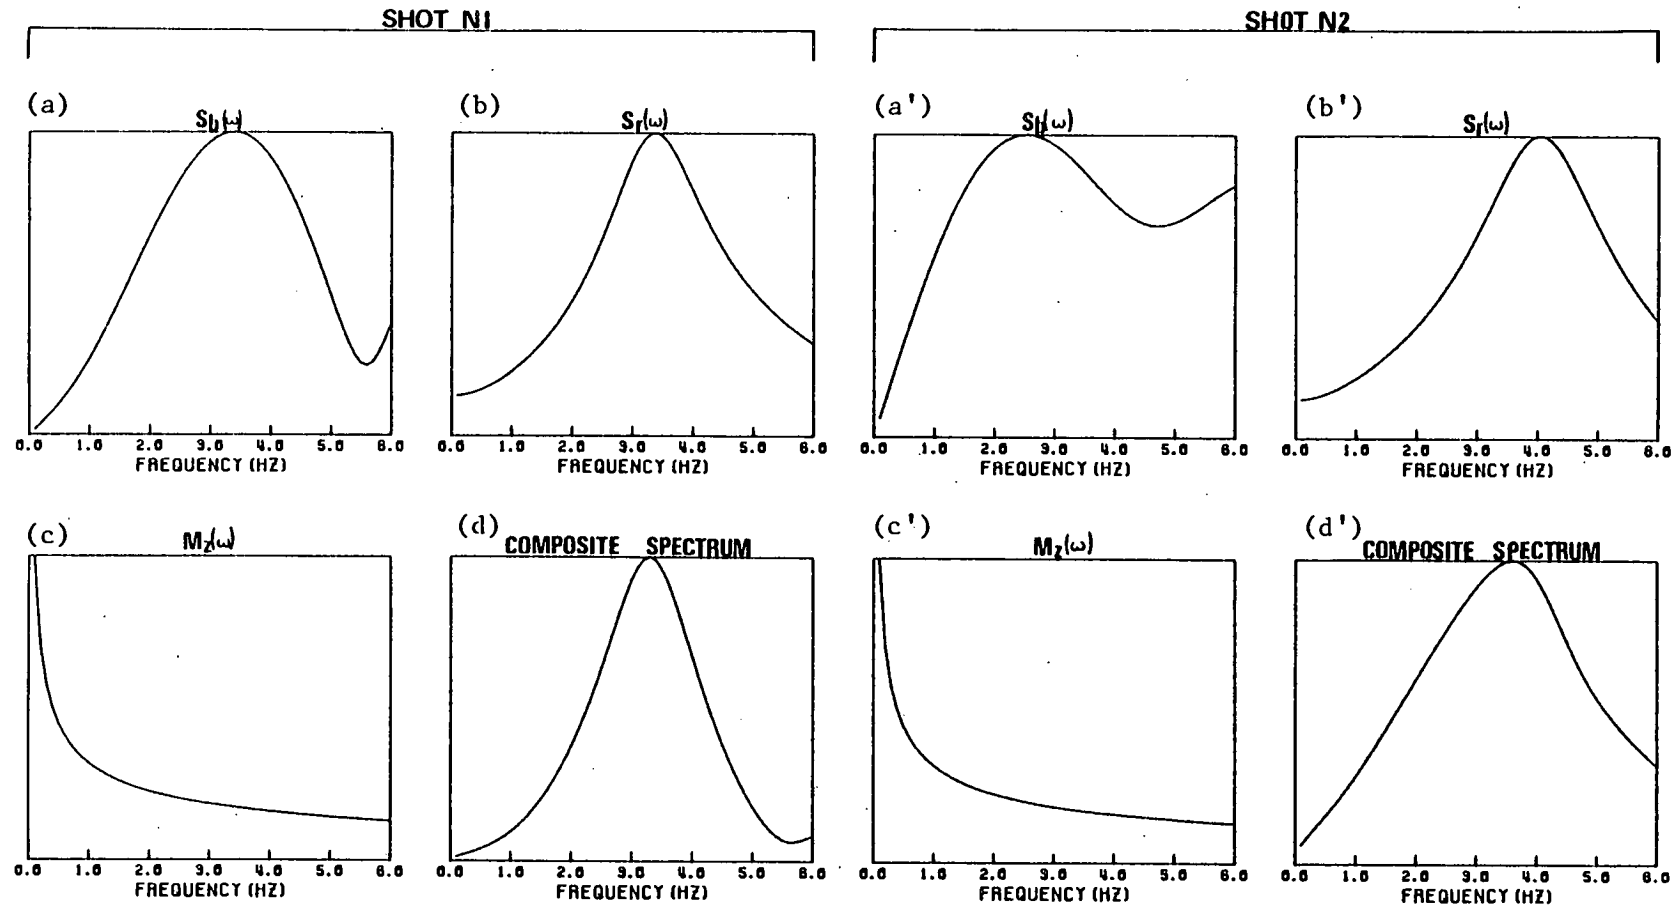 SHOT N1
SHOT N2
(a)
Sb(ω)
0.0 1.0 2.0 3.0 4.0 5.0 6.0
FREQUENCY (HZ)
(b)
Sr(ω)
0.0 1.0 2.0 3.0 4.0 5.0 6.0
FREQUENCY (HZ)
(a')
Sb(ω)
0.0 1.0 2.0 3.0 4.0 5.0 6.0
FREQUENCY (HZ)
(b')
Sr(ω)
0.0 1.0 2.0 3.0 4.0 5.0 6.0
FREQUENCY (HZ)
(c)
Mz(ω)
0.0 1.0 2.0 3.0 4.0 5.0 6.0
FREQUENCY (HZ)
(d)
COMPOSITE SPECTRUM
0.0 1.0 2.0 3.0 4.0 5.0 6.0
FREQUENCY (HZ)
(c')
Mz(ω)
0.0 1.0 2.0 3.0 4.0 5.0 6.0
FREQUENCY (HZ)
(d')
COMPOSITE SPECTRUM
0.0 1.0 2.0 3.0 4.0 5.0 6.0
FREQUENCY (HZ)